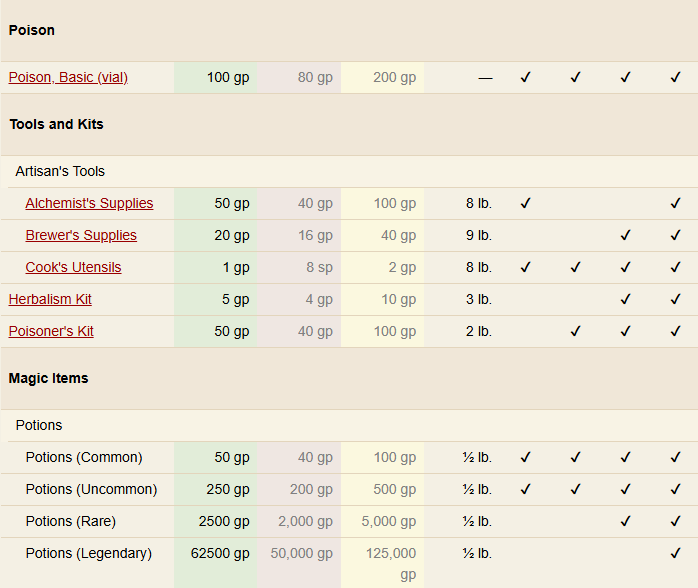 Poison
Poison, Basic (vial) 100 gp 80 gp 200 gp — ✓ ✓ ✓ ✓
Tools and Kits
Artisan's Tools
Alchemist's Supplies 50 gp 40 gp 100 gp 8 lb. ✓ ✓
Brewer's Supplies 20 gp 16 gp 40 gp 9 lb. ✓ ✓
Cook's Utensils 1 gp 8 sp 2 gp 8 lb. ✓ ✓ ✓ ✓
Herbalism Kit 5 gp 4 gp 10 gp 3 lb. ✓ ✓
Poisoner's Kit 50 gp 40 gp 100 gp 2 lb. ✓ ✓ ✓
Magic Items
Potions
Potions (Common) 50 gp 40 gp 100 gp ½ lb. ✓ ✓ ✓ ✓
Potions (Uncommon) 250 gp 200 gp 500 gp ½ lb. ✓ ✓ ✓ ✓
Potions (Rare) 2500 gp 2,000 gp 5,000 gp ½ lb. ✓ ✓
Potions (Legendary) 62500 gp 50,000 gp 125,000 ½ lb. ✓
gp